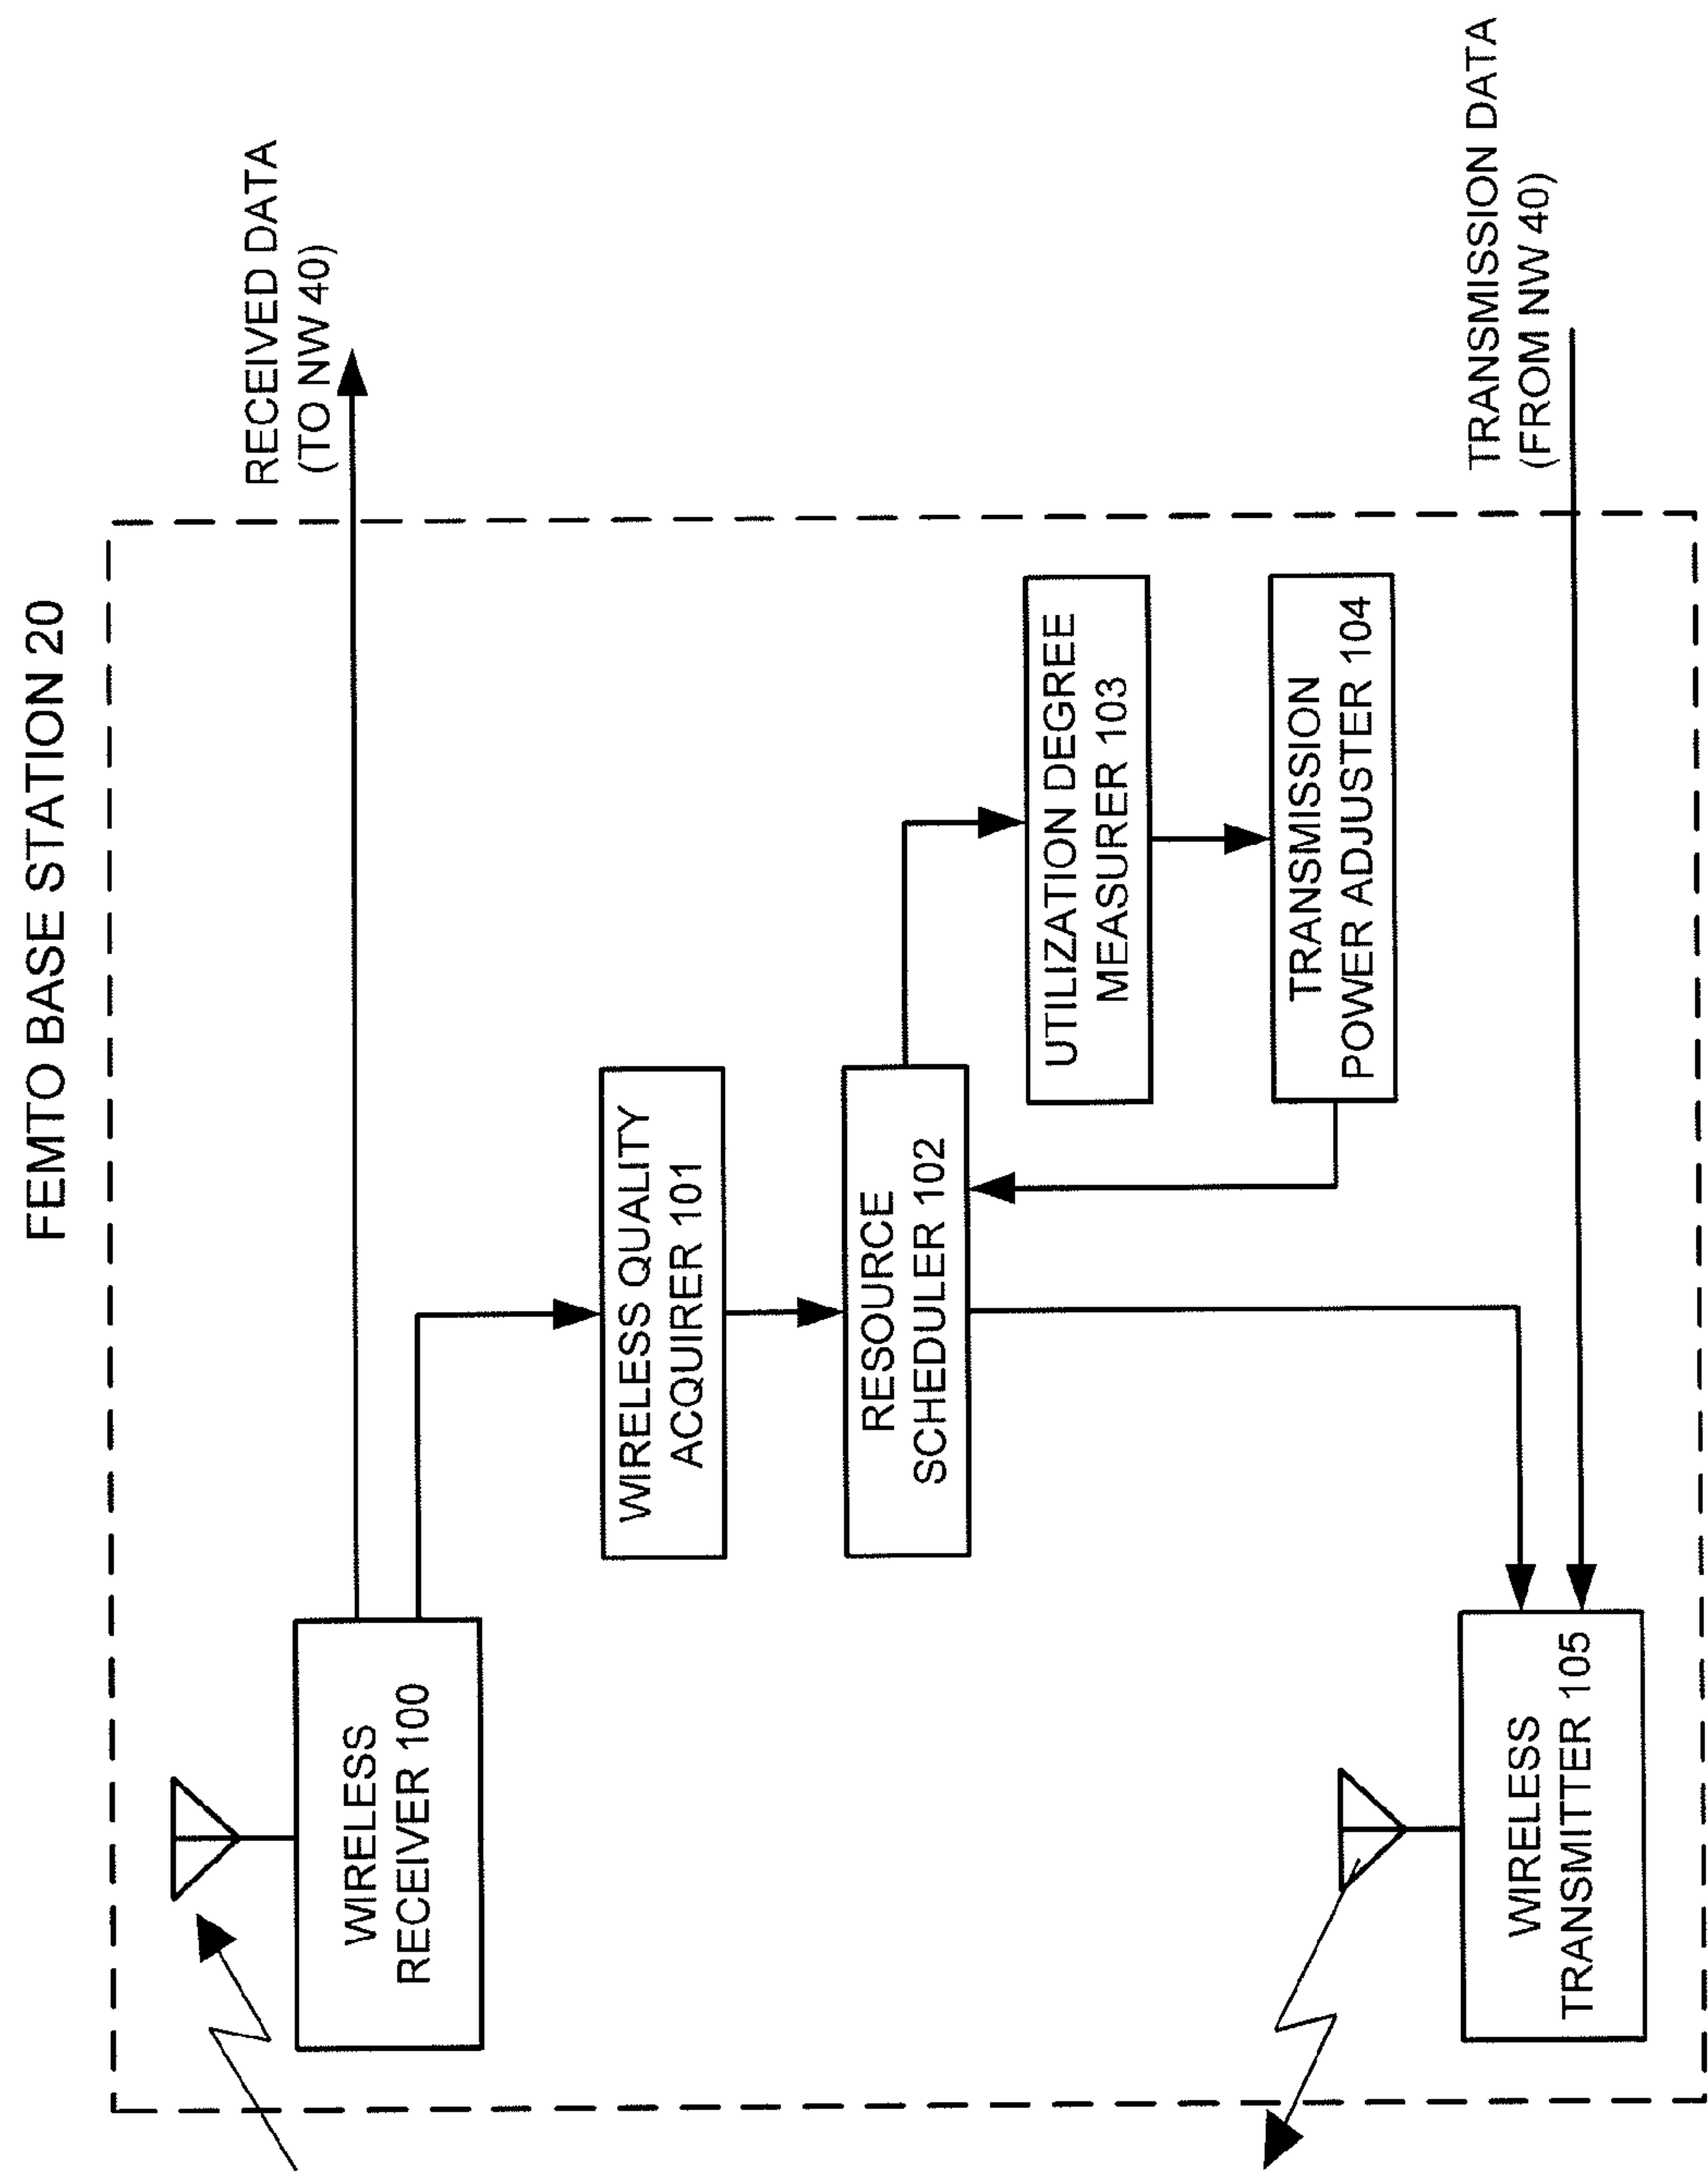 FEMTO BASE STATION 20
RECEIVED DATA
(TO NW 40)
WIRELESS
RECEIVER 100
WIRELESS QUALITY
ACQUIRER 101
RESOURCE
SCHEDULER 102
UTILIZATION DEGREE
MEASURER 103
TRANSMISSION
POWER ADJUSTER 104
WIRELESS
TRANSMITTER 105
TRANSMISSION DATA
(FROM NW 40)